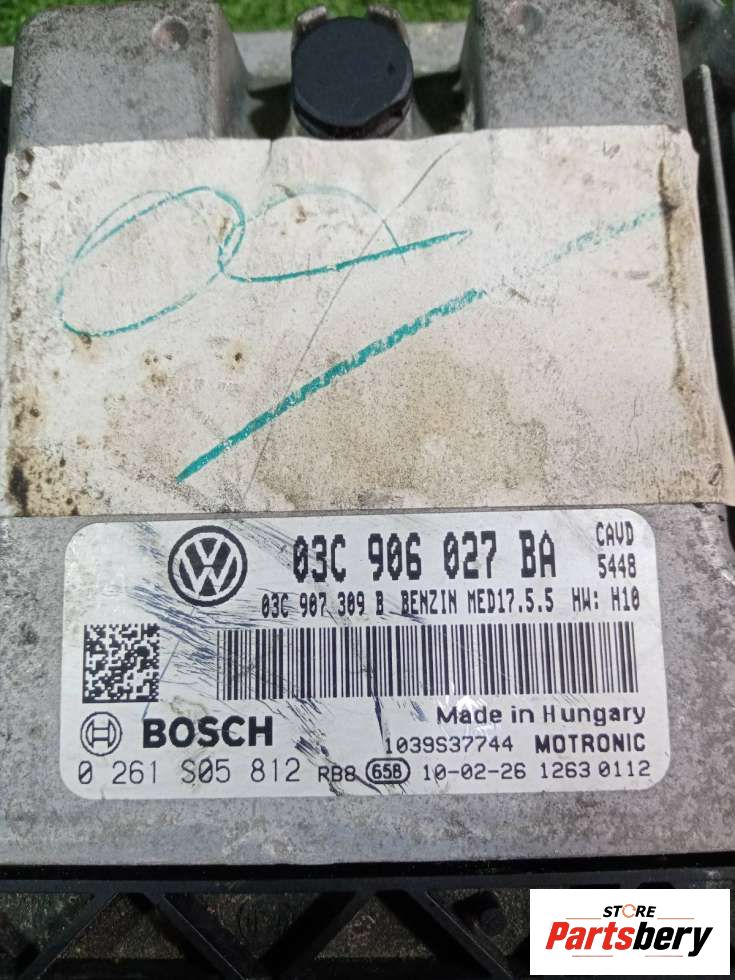 03C 906 027 BA CAVD
5448
03C 907 309 B BENZIN MED17.5.5 HW: H10
BOSCH
Made in Hungary
1039S37744 MOTRONIC
0 261 S05 812 RB8 658 10-02-26 1263 0112
STORE
Partsbery